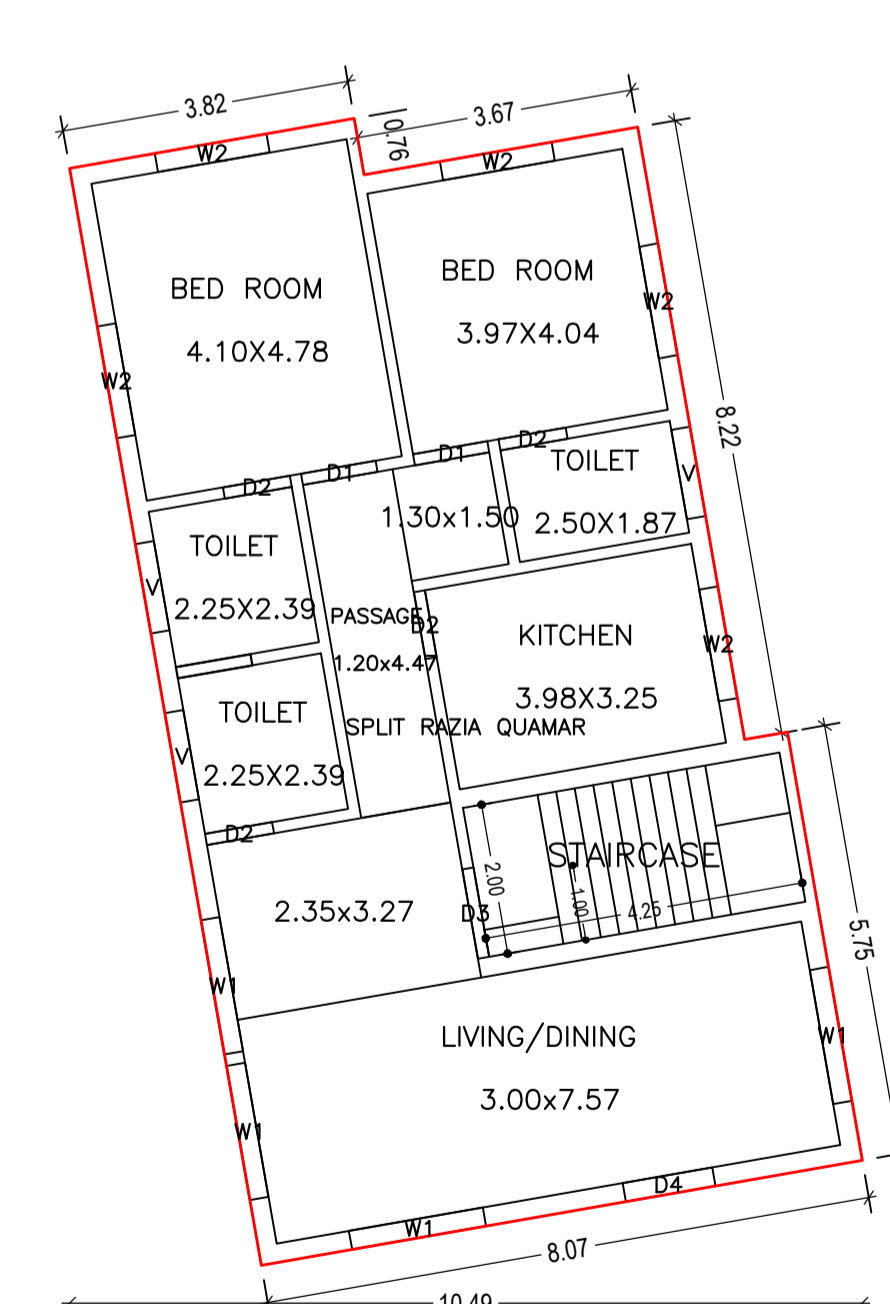 3.82
0.76
3.67
W2
W2
BED ROOM
4.10X4.78
BED ROOM
3.97X4.04
W2
W2
8.22
D2
D1
D1
D2
TOILET
2.50X1.87
V
1.30x1.50
TOILET
2.25X2.39
V
PASSAGE
1.20x4.47
D2
KITCHEN
3.98X3.25
W2
SPLIT RAZIA QUAMAR
TOILET
2.25X2.39
V
D2
STAIRCASE
2.00
1.00
4.25
2.35x3.27
D3
5.75
W1
LIVING/DINING
3.00x7.57
W1
W1
D4
W1
8.07
10.49